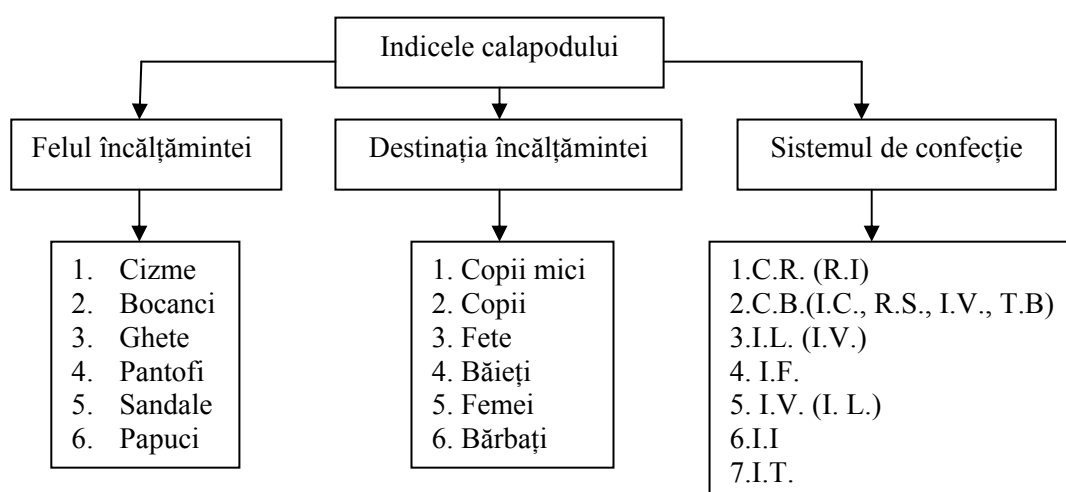 Indicele calapodului
Felul încălțămintei
Destinația încălțămintei
Sistemul de confecție
1. Cizme
2. Bocanci
3. Ghete
4. Pantofi
5. Sandale
6. Papuci
1. Copii mici
2. Copii
3. Fete
4. Băieți
5. Femei
6. Bărbați
1.C.R. (R.I)
2.C.B.(I.C., R.S., I.V., T.B)
3.I.L. (I.V.)
4. I.F.
5. I.V. (I. L.)
6.I.I
7.I.T.